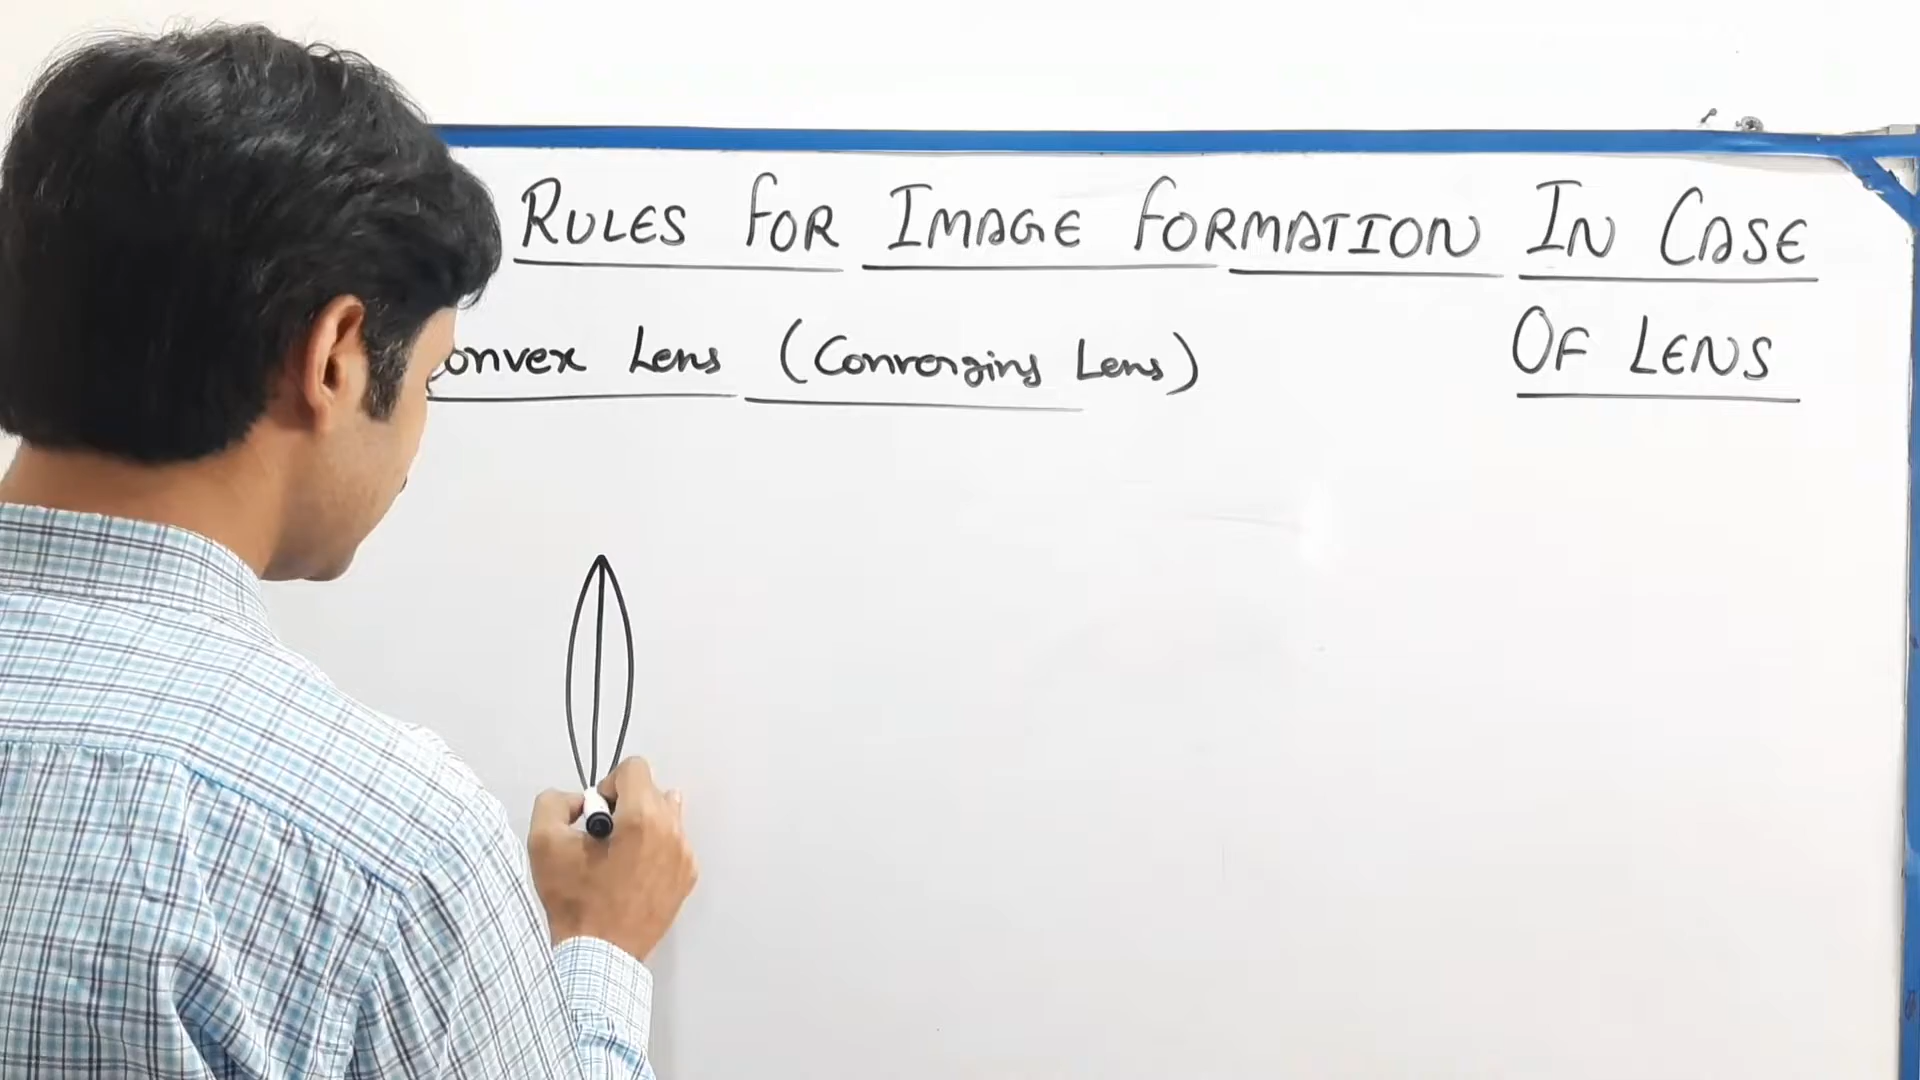 RULES FOR IMAGE FORMATION IN CASE
OF LENS
onvex Lens (Converging Lens)